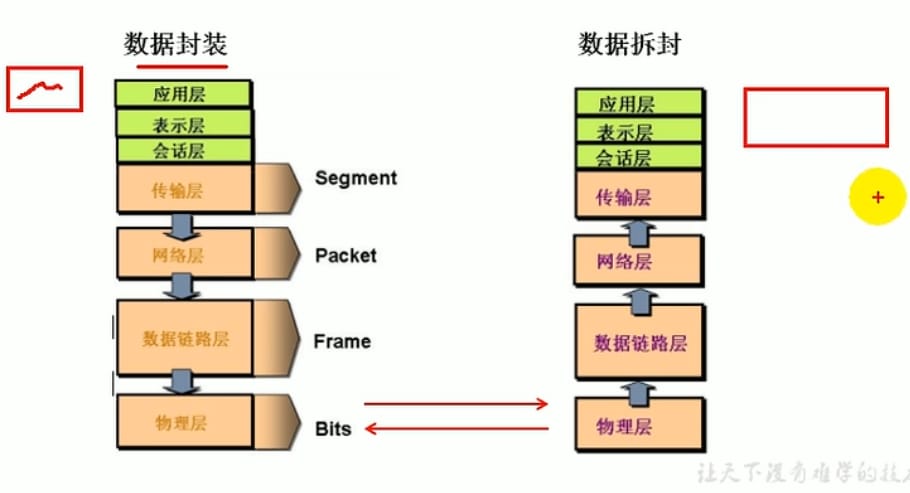 数据封装
应用层
表示层
会话层
传输层
Segment
网络层
Packet
数据链路层
Frame
物理层
Bits
数据拆封
应用层
表示层
会话层
传输层
网络层
数据链路层
物理层
让天下没有难学的技